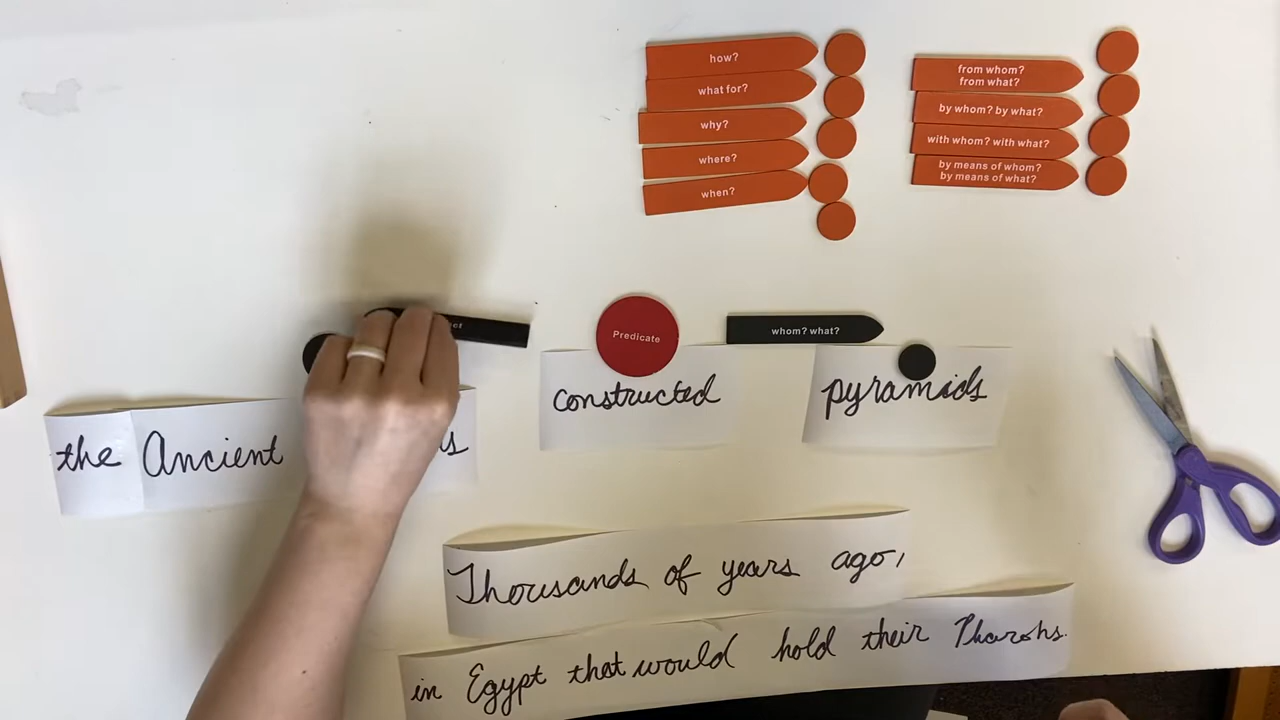 how?
what for?
why?
where?
when?
from whom?
from what?
by whom? by what?
with whom? with what?
by means of whom?
by means of what?
Predicate
whom? what?
the Ancient
constructed
pyramids
Thousands of years ago,
in Egypt that would hold their Pharohs.